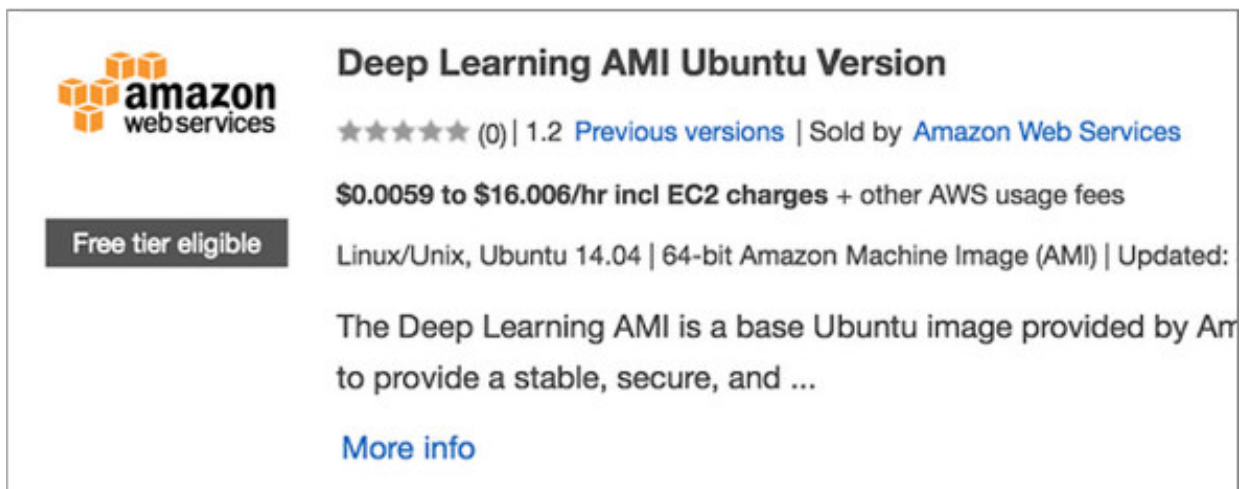 amazon
web services
Free tier eligible
Deep Learning AMI Ubuntu Version
(0) | 1.2 Previous versions | Sold by Amazon Web Services
$0.0059 to $16.006/hr incl EC2 charges + other AWS usage fees
Linux/Unix, Ubuntu 14.04 | 64-bit Amazon Machine Image (AMI) | Updated:
The Deep Learning AMI is a base Ubuntu image provided by Am
to provide a stable, secure, and ...
More info